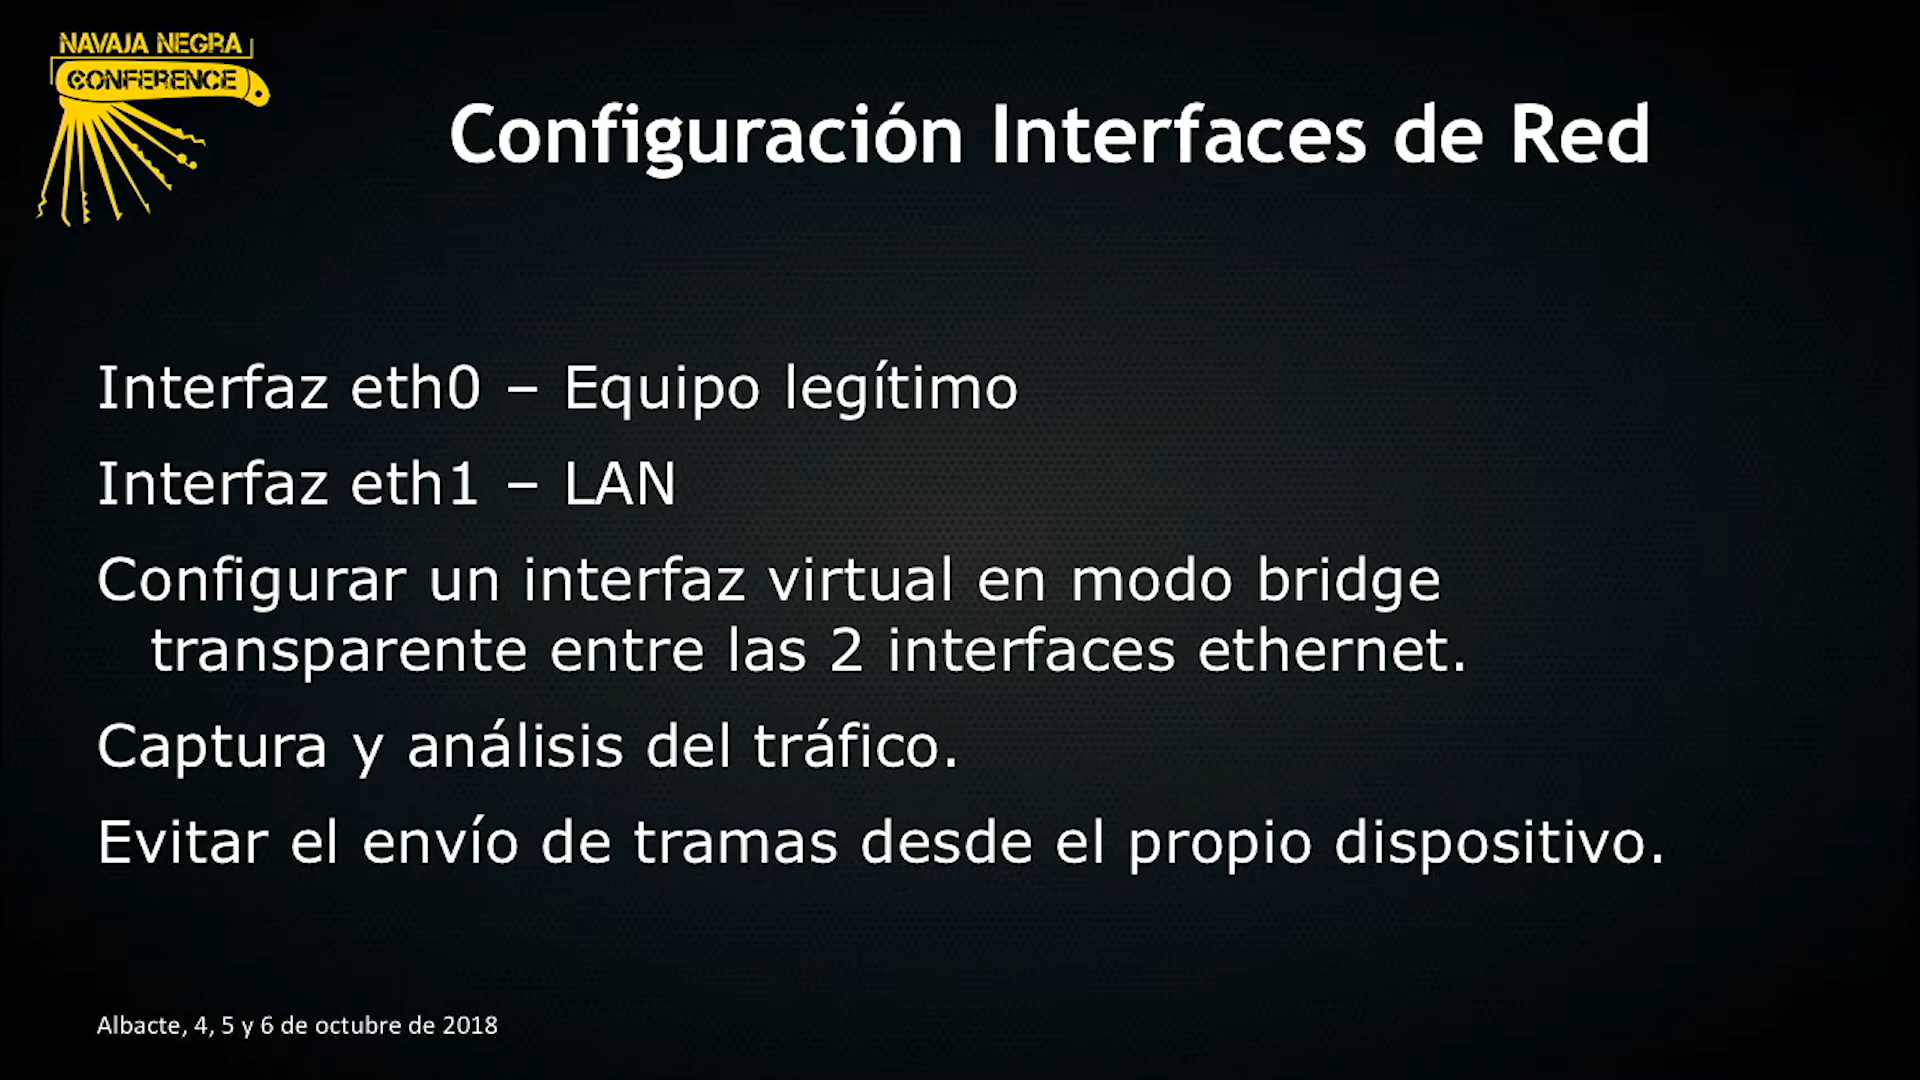 NAVAJA NEGRA
CONFERENCE
Configuración Interfaces de Red
Interfaz eth0 – Equipo legítimo
Interfaz eth1 – LAN
Configurar un interfaz virtual en modo bridge
transparente entre las 2 interfaces ethernet.
Captura y análisis del tráfico.
Evitar el envío de tramas desde el propio dispositivo.
Albacte, 4, 5 y 6 de octubre de 2018